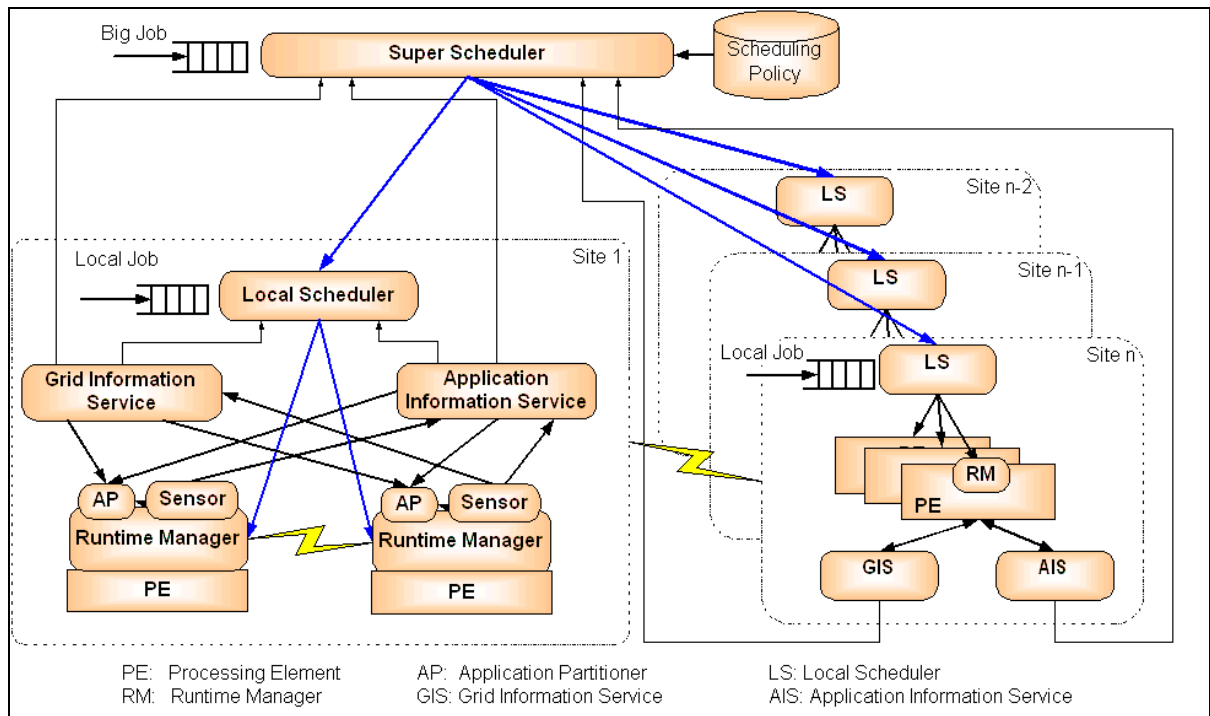 Big Job
Super Scheduler
Scheduling
Policy
LS
Site n-2
Site 1
Local Job
Local Scheduler
LS
Site n-1
Local Job
LS
Site n
Grid Information
Service
Application
Information Service
AP
Sensor
Runtime Manager
PE
AP
Sensor
Runtime Manager
PE
PE
RM
PE
GIS
AIS
PE: Processing Element
AP: Application Partitioner
LS: Local Scheduler
RM: Runtime Manager
GIS: Grid Information Service
AIS: Application Information Service